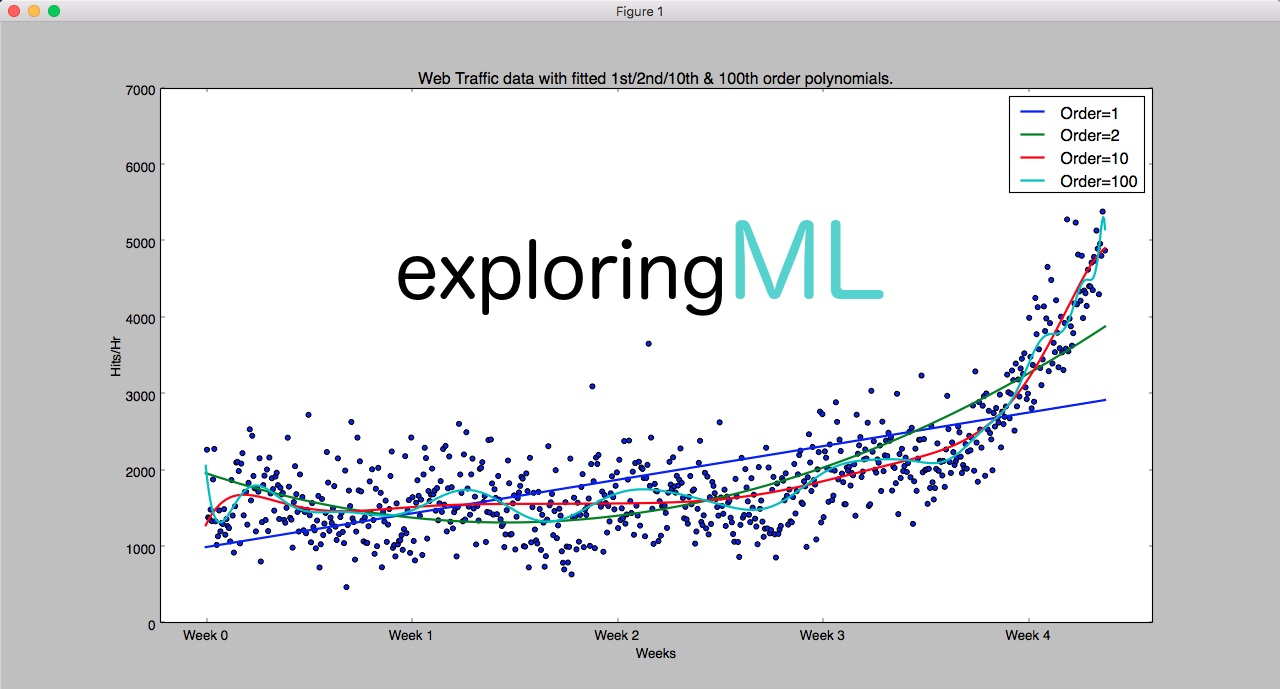 Figure 1
Web Traffic data with fitted 1st/2nd/10th & 100th order polynomials.
7000
6000
5000
4000
3000
2000
1000
0
Hits/Hr
Order=1
Order=2
Order=10
Order=100
exploringML
Week 0 Week 1 Week 2 Week 3 Week 4
Weeks